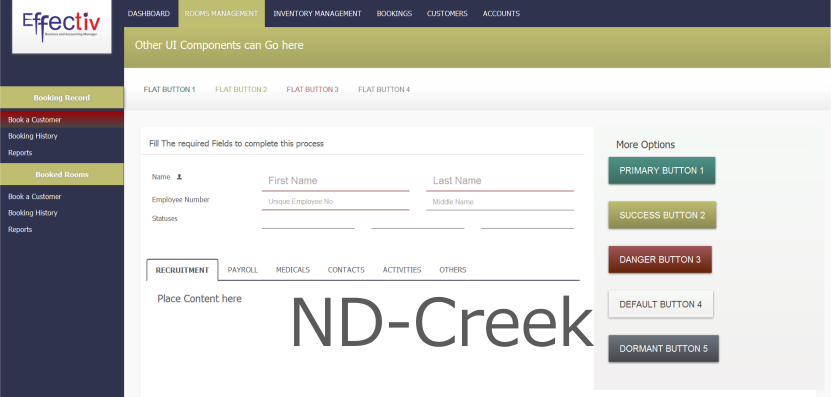 Effectiv
Business and Accounting Manager
DASHBOARD ROOMS MANAGEMENT INVENTORY MANAGEMENT BOOKINGS CUSTOMERS ACCOUNTS
Other UI Components can Go here
FLAT BUTTON 1 FLAT BUTTON 2 FLAT BUTTON 3 FLAT BUTTON 4
Booking Record
Book a Customer
Booking History
Reports
Booked Rooms
Book a Customer
Booking History
Reports
Fill The required Fields to complete this process
Name First Name Last Name
Employee Number Unique Employee No Middle Name
Statuses
RECRUITMENT PAYROLL MEDICALS CONTACTS ACTIVITIES OTHERS
Place Content here
ND-Creek
More Options
PRIMARY BUTTON 1
SUCCESS BUTTON 2
DANGER BUTTON 3
DEFAULT BUTTON 4
DORMANT BUTTON 5